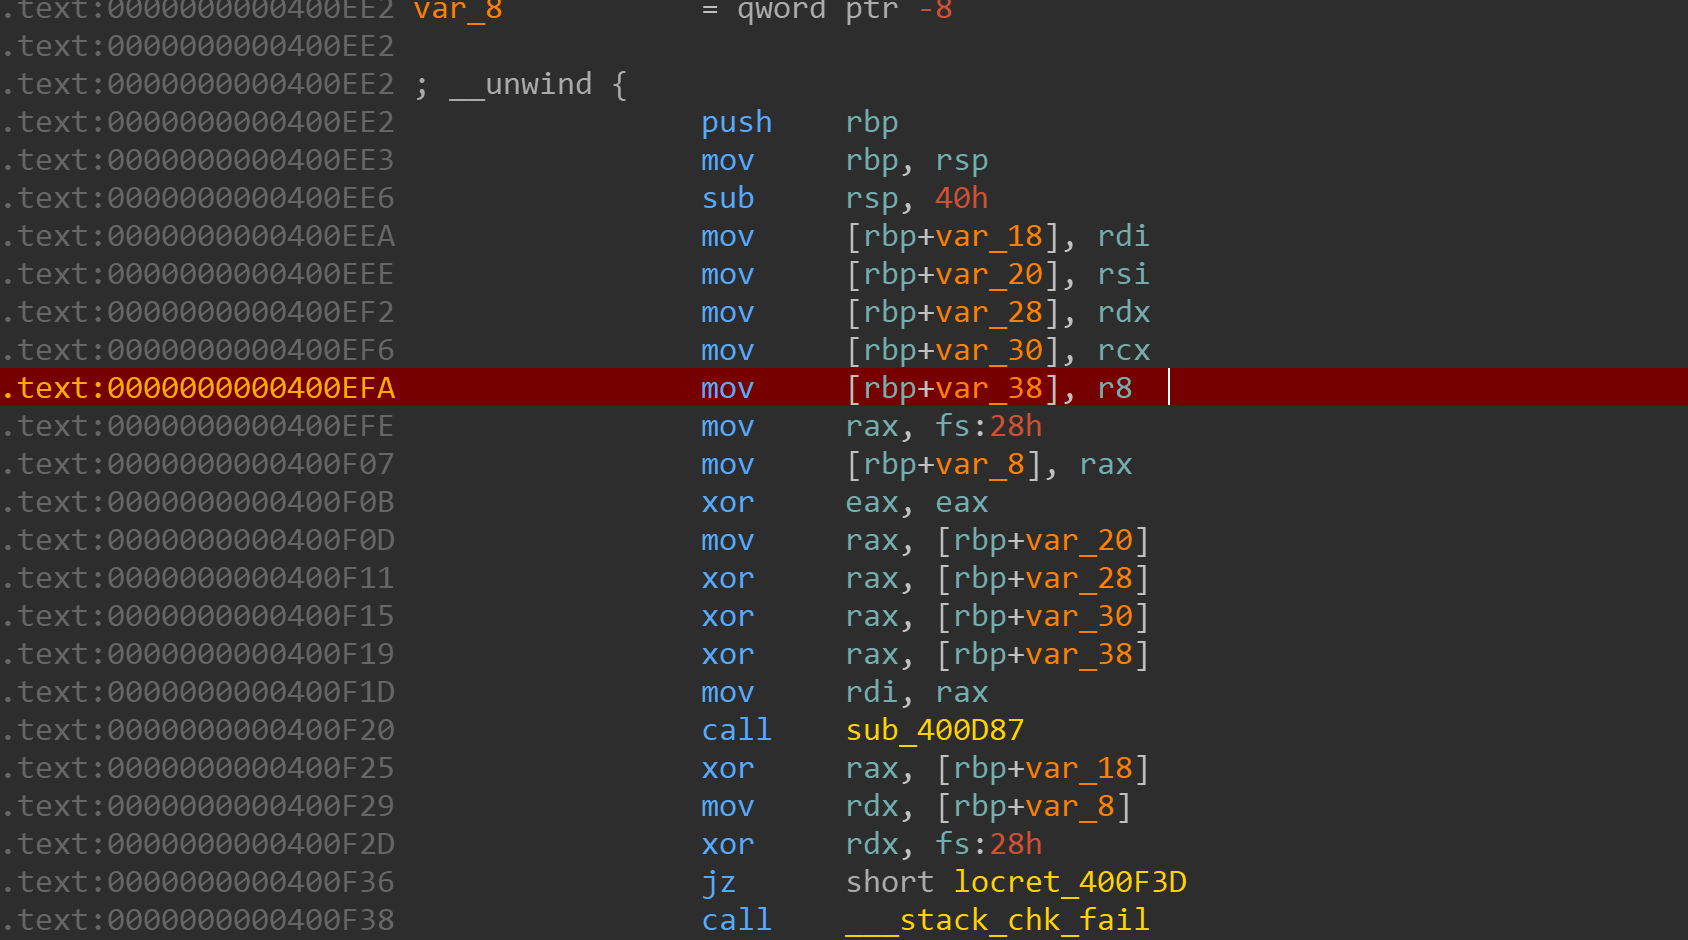 .text:0000000000400EE2 var_8 = qword ptr -8
.text:0000000000400EE2
.text:0000000000400EE2 ; __unwind {
.text:0000000000400EE2 push rbp
.text:0000000000400EE3 mov rbp, rsp
.text:0000000000400EE6 sub rsp, 40h
.text:0000000000400EEA mov [rbp+var_18], rdi
.text:0000000000400EEE mov [rbp+var_20], rsi
.text:0000000000400EF2 mov [rbp+var_28], rdx
.text:0000000000400EF6 mov [rbp+var_30], rcx
.text:0000000000400EFA mov [rbp+var_38], r8
.text:0000000000400EFE mov rax, fs:28h
.text:0000000000400F07 mov [rbp+var_8], rax
.text:0000000000400F0B xor eax, eax
.text:0000000000400F0D mov rax, [rbp+var_20]
.text:0000000000400F11 xor rax, [rbp+var_28]
.text:0000000000400F15 xor rax, [rbp+var_30]
.text:0000000000400F19 xor rax, [rbp+var_38]
.text:0000000000400F1D mov rdi, rax
.text:0000000000400F20 call sub_400D87
.text:0000000000400F25 xor rax, [rbp+var_18]
.text:0000000000400F29 mov rdx, [rbp+var_8]
.text:0000000000400F2D xor rdx, fs:28h
.text:0000000000400F36 jz short locret_400F3D
.text:0000000000400F38 call ___stack_chk_fail